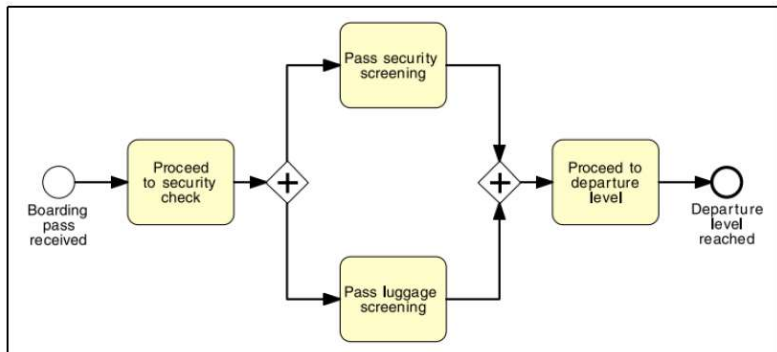 Boarding
pass
received
Proceed
to security
check
Pass security
screening
Pass luggage
screening
Proceed to
departure
level
Departure
level
reached